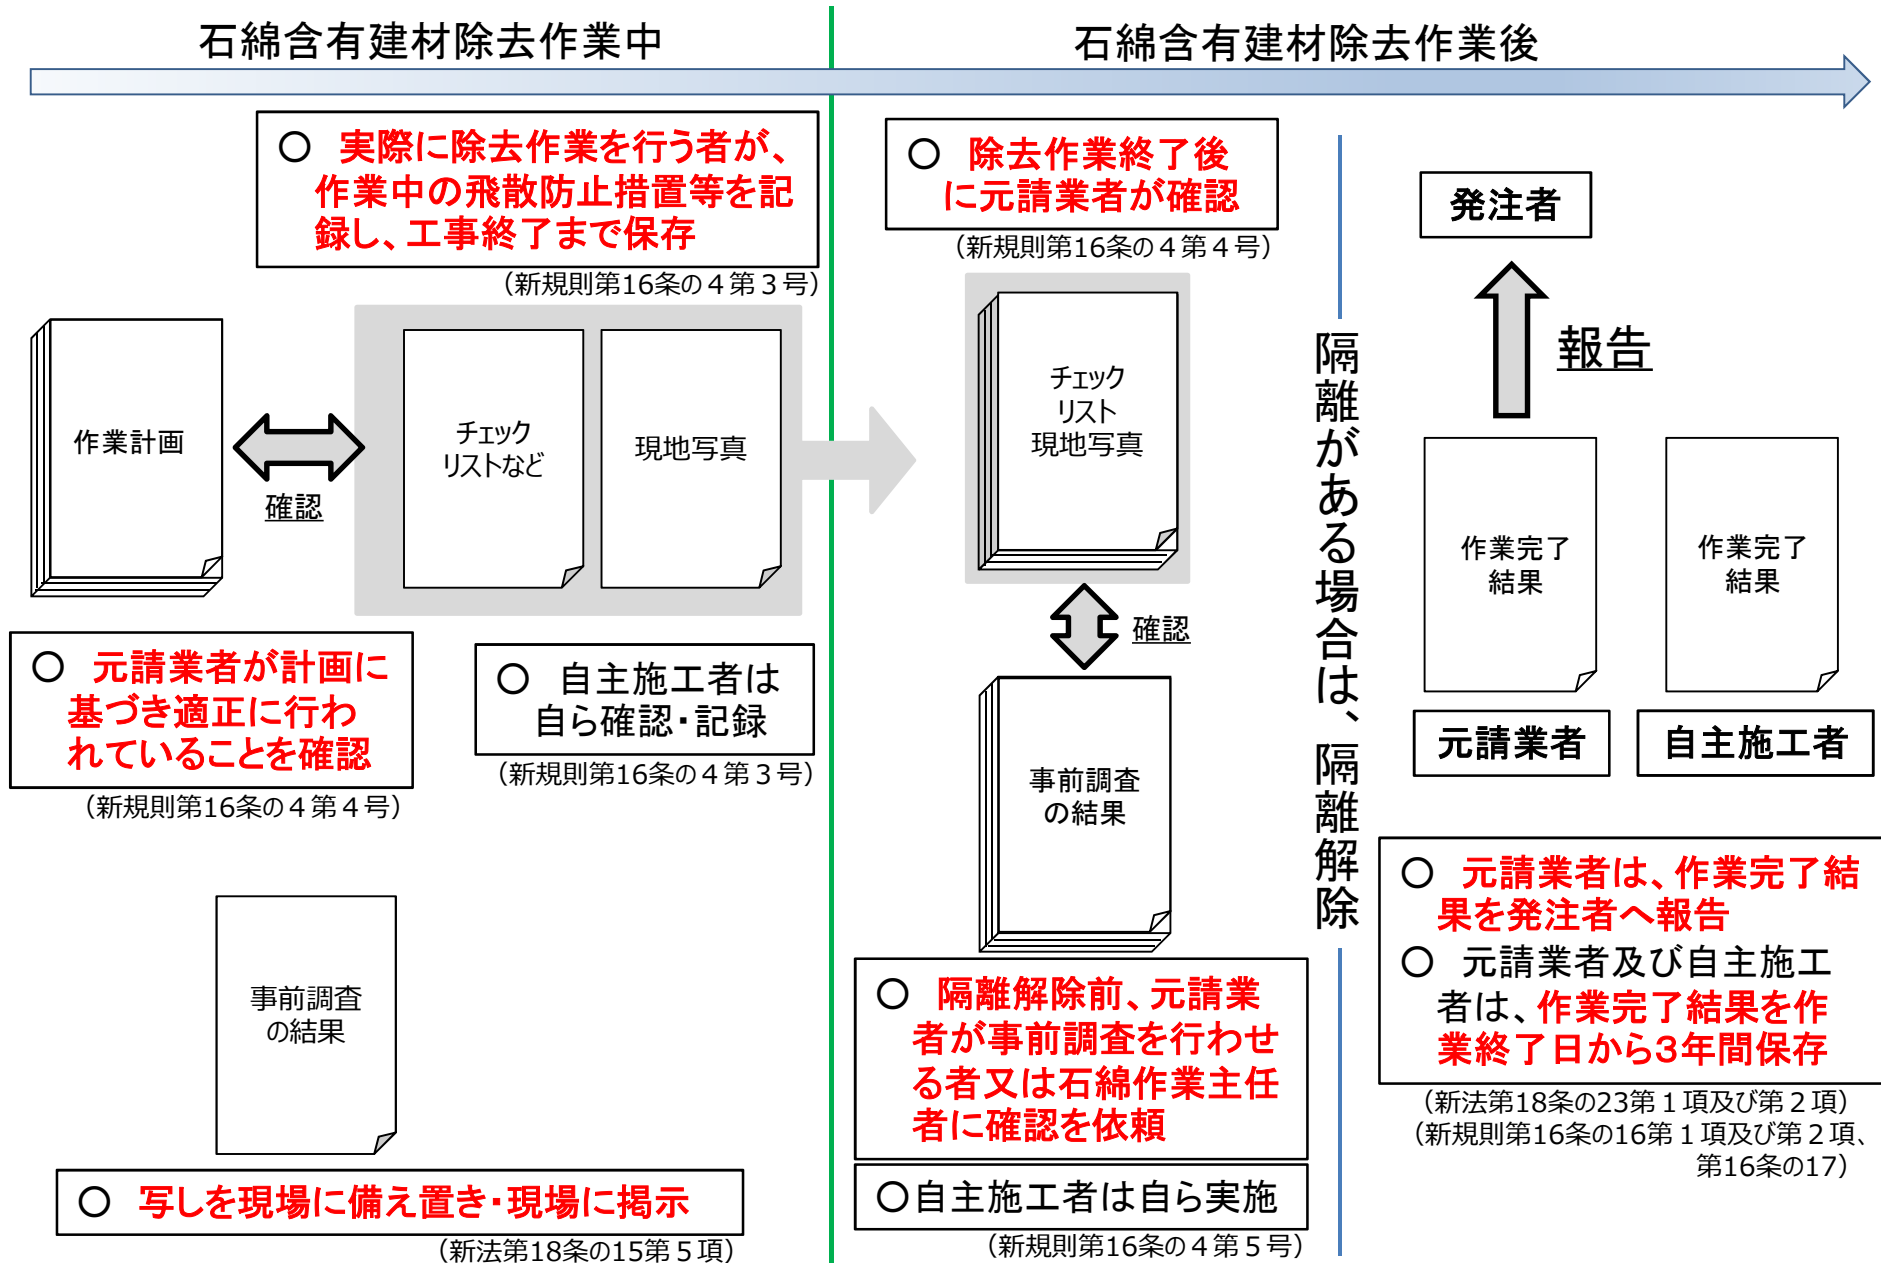 石綿含有建材除去作業中
○ 実際に除去作業を行う者が、
作業中の飛散防止措置等を記
録し、工事終了まで保存
（新規則第16条の４第３号）
作業計画
確認
チェック
リストなど
現地写真
○ 元請業者が計画に
基づき適正に行わ
れていることを確認
（新規則第16条の４第４号）
○ 自主施工者は
自ら確認・記録
（新規則第16条の４第３号）
事前調査
の結果
○ 写しを現場に備え置き・現場に掲示
（新法第18条の15第５項）
石綿含有建材除去作業後
○ 除去作業終了後
に元請業者が確認
（新規則第16条の４第４号）
チェック
リスト
現地写真
確認
事前調査
の結果
○ 隔離解除前、元請業
者が事前調査を行わせ
る者又は石綿作業主任
者に確認を依頼
○自主施工者は自ら実施
（新規則第16条の４第５号）
隔離がある場合は、隔離解除
発注者
報告
作業完了
結果
作業完了
結果
元請業者
自主施工者
○ 元請業者は、作業完了結
果を発注者へ報告
○ 元請業者及び自主施工
者は、作業完了結果を作
業終了日から3年間保存
（新法第18条の23第１項及び第２項）
（新規則第16条の16第１項及び第２項、
第16条の17）